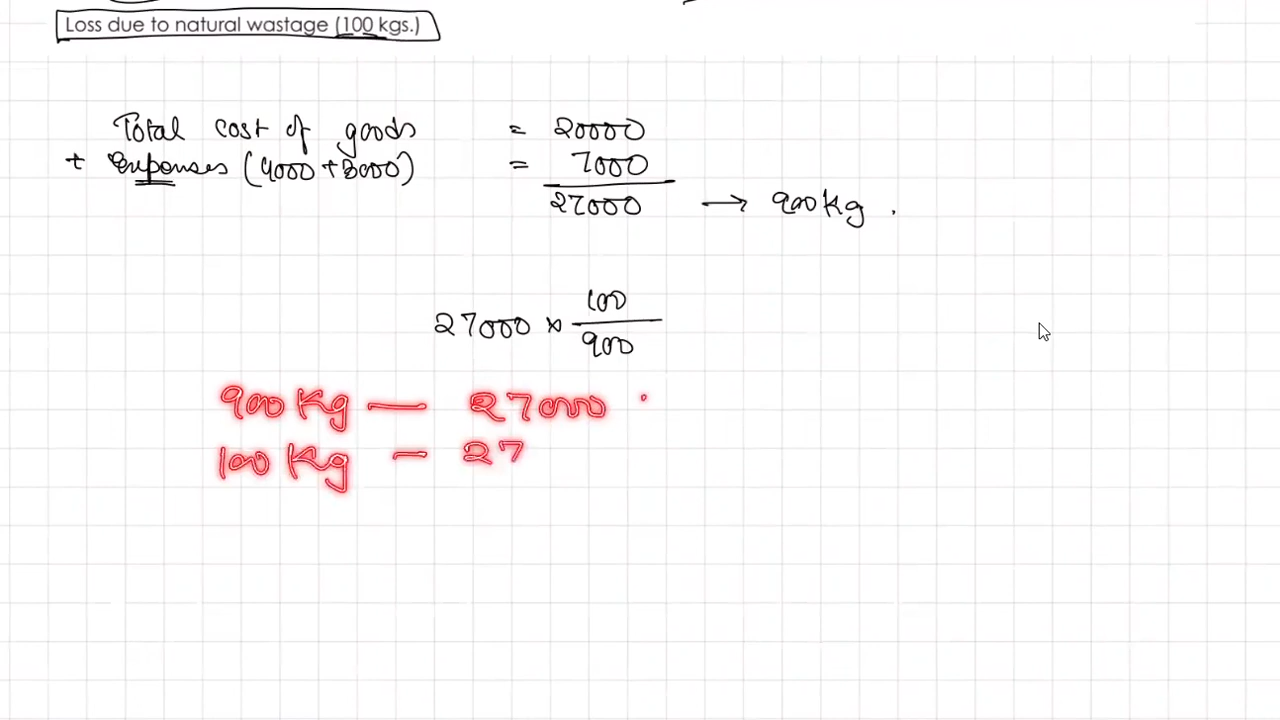 Loss due to natural wastage (100 kgs.)
Total cost of goods = 20000
+ Expenses (4000 +3000) = 7000
27000 → 900 Kg .
27000 × 100
900
900 Kg — 27000
100 Kg - 27